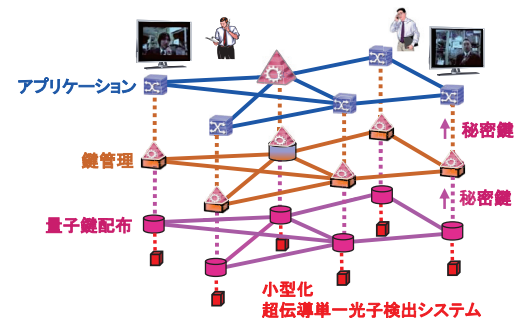 アプリケーション
秘密鍵
鍵管理
秘密鍵
量子鍵配布
小型化
超伝導単一光子検出システム